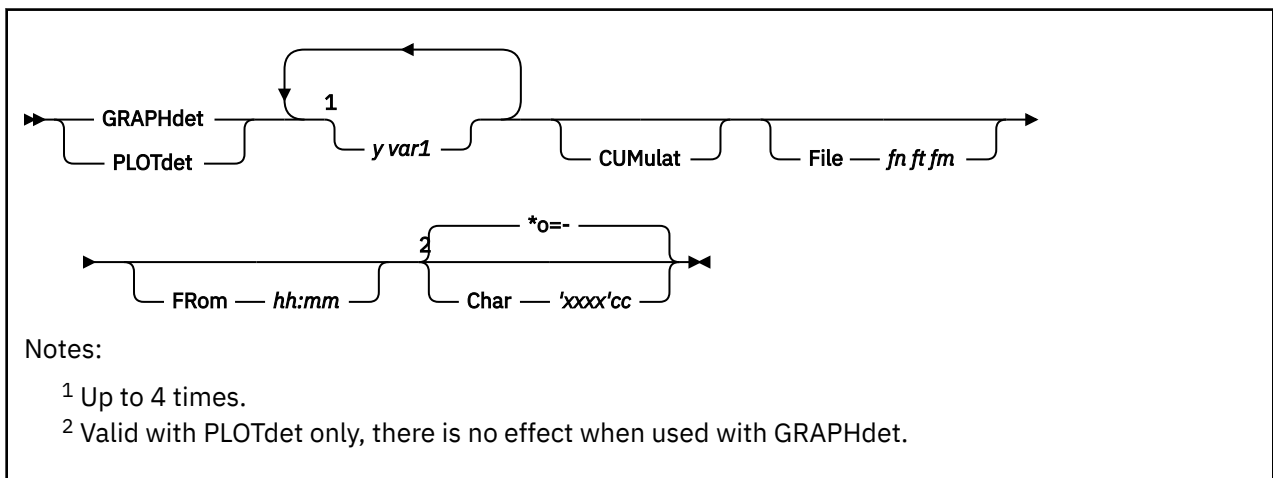 1
GRAPHdet
PLOTdet
y var1
CUMulat
File fn ft fm
*o=-
2
FRom hh:mm
Char 'xxxx'cc
Notes:
1 Up to 4 times.
2 Valid with PLOTdet only, there is no effect when used with GRAPHdet.